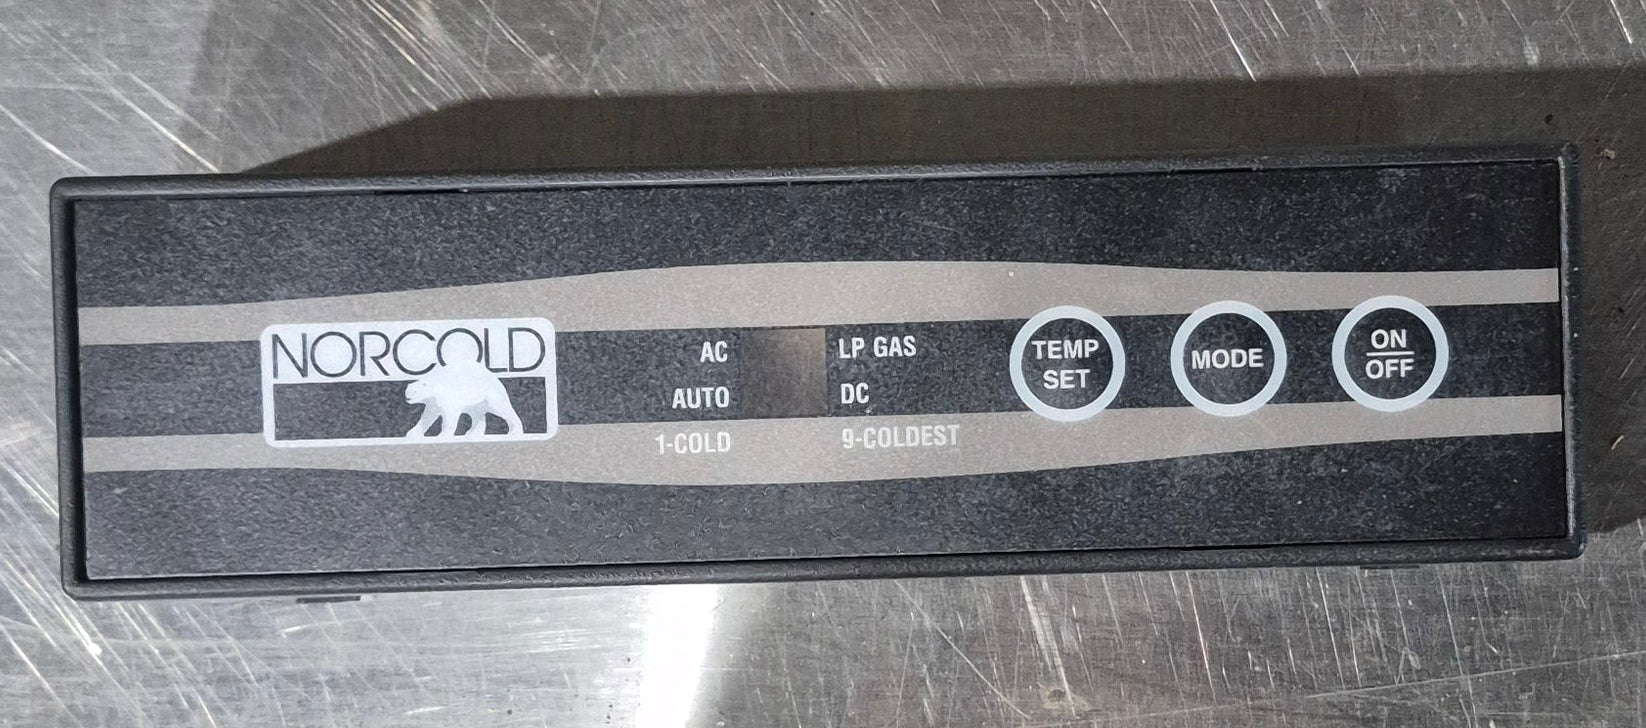 NORCOLD
AC LP GAS
AUTO DC
1-COLD 9-COLDEST
TEMP
SET
MODE
ON
OFF